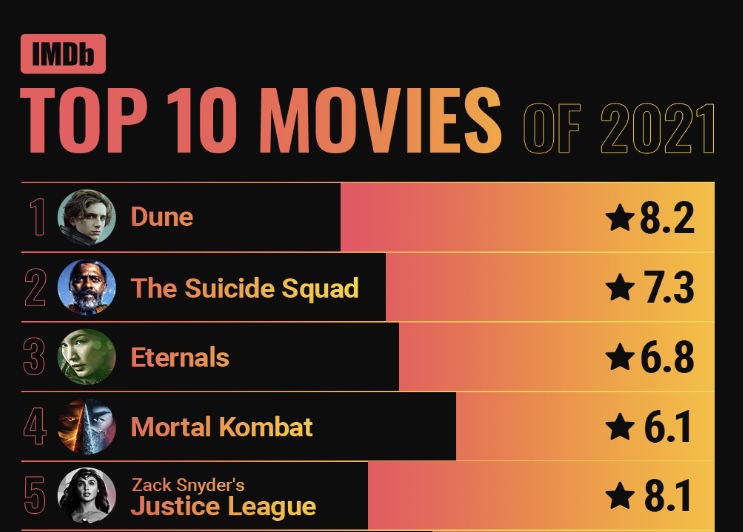 IMDb
TOP 10 MOVIES OF 2021
1 Dune ★8.2
2 The Suicide Squad ★7.3
3 Eternals ★6.8
4 Mortal Kombat ★6.1
5 Zack Snyder's
Justice League ★8.1